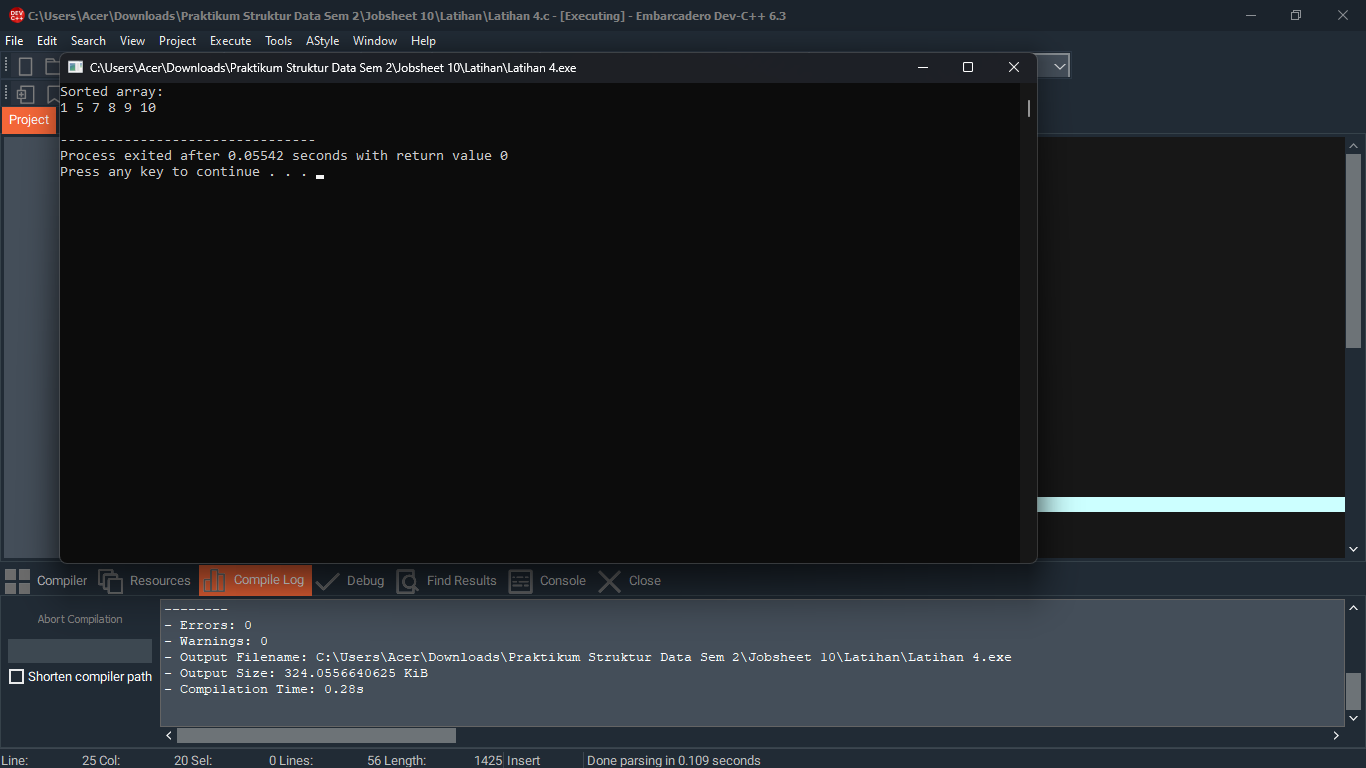 C:\Users\Acer\Downloads\Praktikum Struktur Data Sem 2\Jobsheet 10\Latihan\Latihan 4.c - [Executing] - Embarcadero Dev-C++ 6.3
File Edit Search View Project Execute Tools AStyle Window Help
C:\Users\Acer\Downloads\Praktikum Struktur Data Sem 2\Jobsheet 10\Latihan\Latihan 4.exe
Project
Sorted array:
1 5 7 8 9 10
--------------------------------
Process exited after 0.05542 seconds with return value 0
Press any key to continue . . .
Compiler Resources Compile Log Debug Find Results Console Close
Abort Compilation
Shorten compiler path
--------
- Errors: 0
- Warnings: 0
- Output Filename: C:\Users\Acer\Downloads\Praktikum Struktur Data Sem 2\Jobsheet 10\Latihan\Latihan 4.exe
- Output Size: 324.0556640625 KiB
- Compilation Time: 0.28s
Line: 25 Col: 20 Sel: 0 Lines: 56 Length: 1425 Insert Done parsing in 0.109 seconds